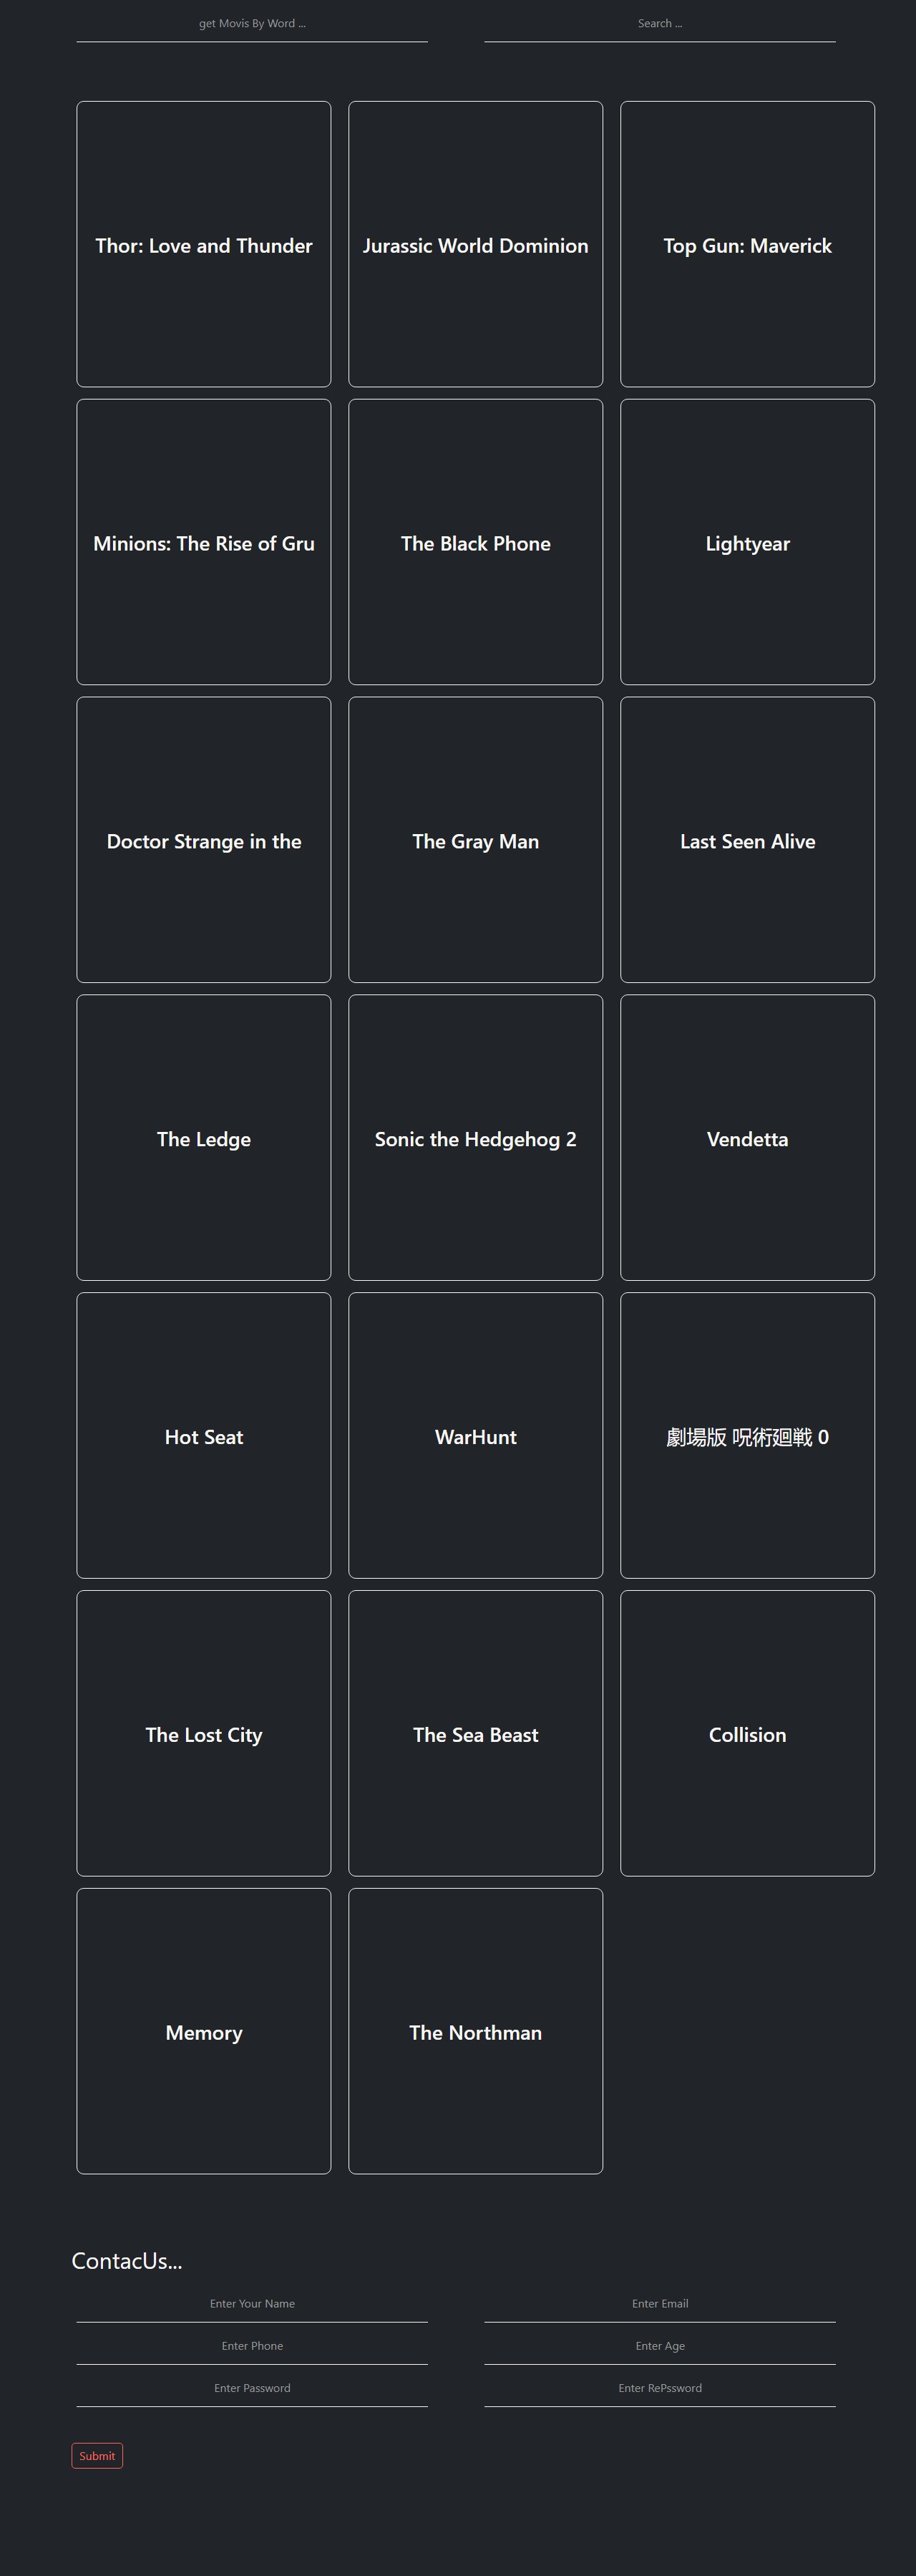 get Movis By Word ...
Search ...
Thor: Love and Thunder
Jurassic World Dominion
Top Gun: Maverick
Minions: The Rise of Gru
The Black Phone
Lightyear
Doctor Strange in the
The Gray Man
Last Seen Alive
The Ledge
Sonic the Hedgehog 2
Vendetta
Hot Seat
WarHunt
劇場版 呪術廻戦 0
The Lost City
The Sea Beast
Collision
Memory
The Northman
ContacUs...
Enter Your Name
Enter Email
Enter Phone
Enter Age
Enter Password
Enter RePssword
Submit